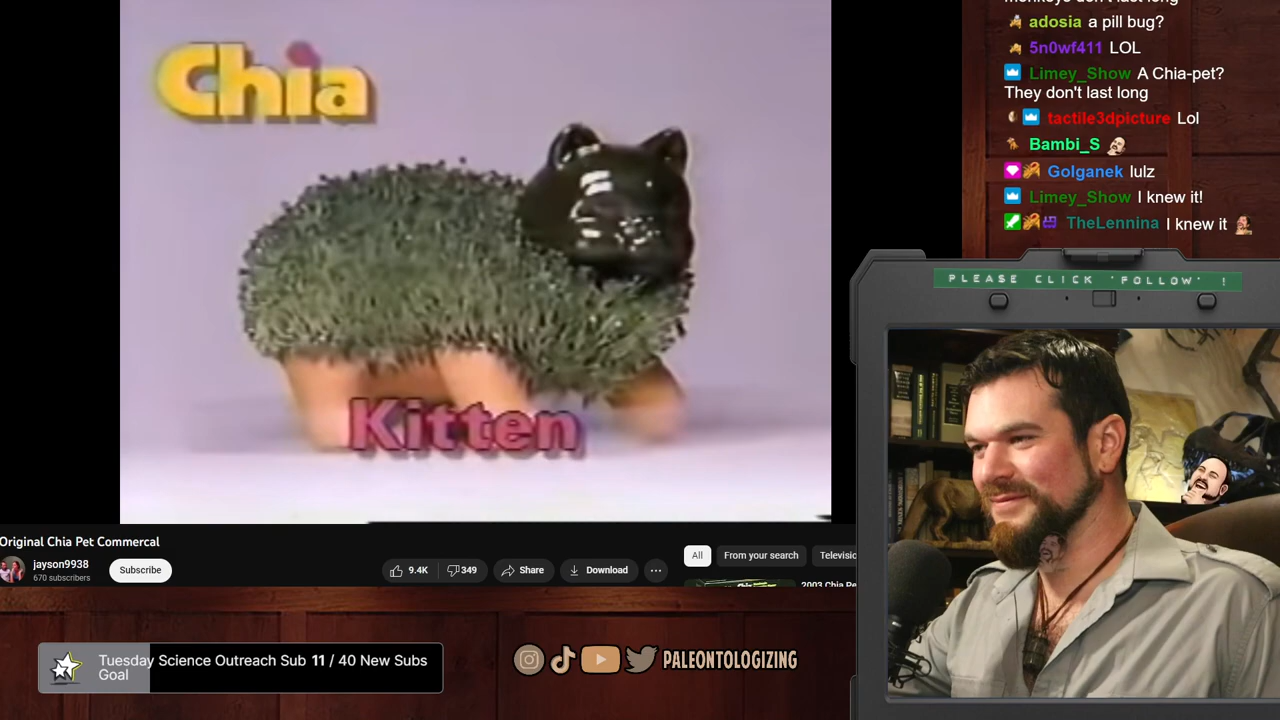 Chia
Kitten
Original Chia Pet Commercal
jayson9938
670 subscribers
Subscribe
9.4K
349
Share
Download
All
From your search
2003 Chia Pe
Tuesday Science Outreach Sub
Goal
11 / 40 New Subs
PALEONTOLOGIZING
adosia a pill bug?
5n0wf411 LOL
Limey_Show A Chia-pet?
They don't last long
tactile3dpicture Lol
Bambi_S
Golganek lulz
Limey_Show I knew it!
TheLennina I knew it
PLEASE CLICK 'FOLLOW' !